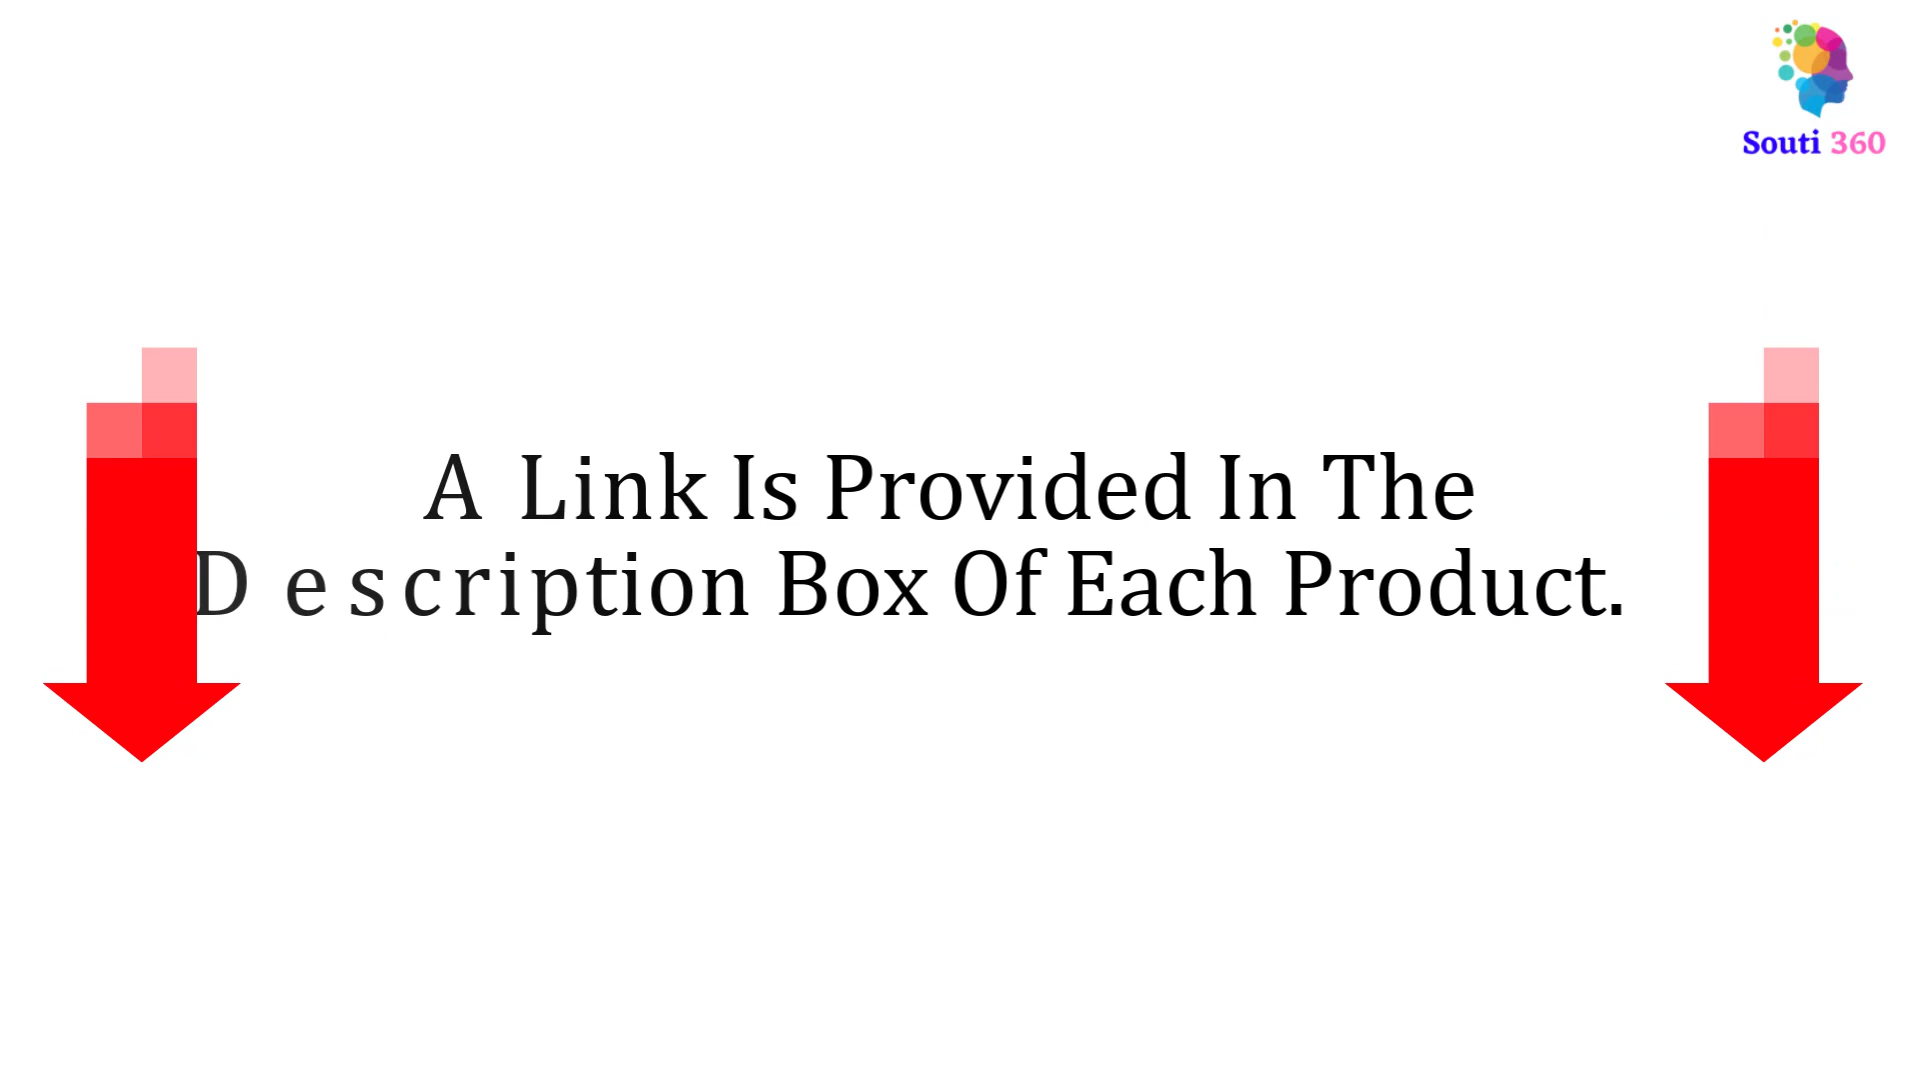 Souti 360
A Link Is Provided In The
Description Box Of Each Product.